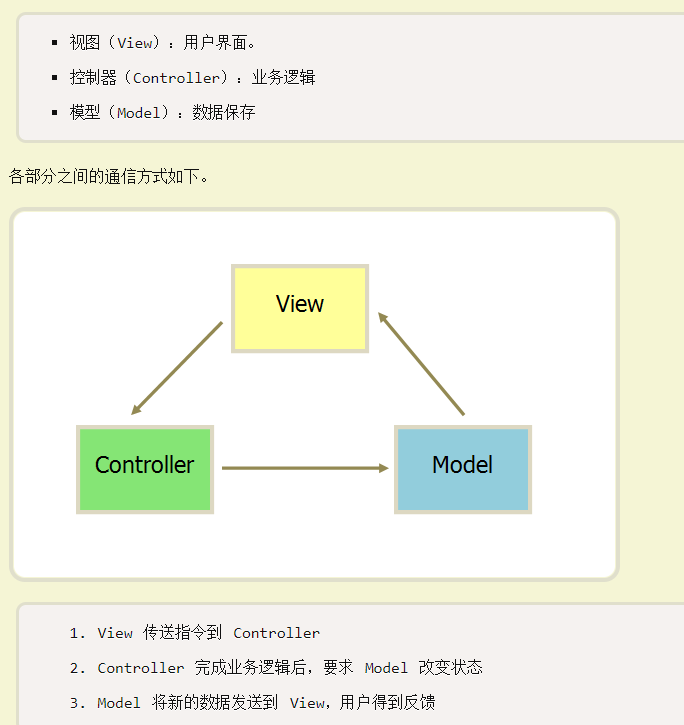 ▪ 视图（View）：用户界面。
▪ 控制器（Controller）：业务逻辑
▪ 模型（Model）：数据保存
各部分之间的通信方式如下。
View
Controller
Model
1. View 传送指令到 Controller
2. Controller 完成业务逻辑后，要求 Model 改变状态
3. Model 将新的数据发送到 View，用户得到反馈